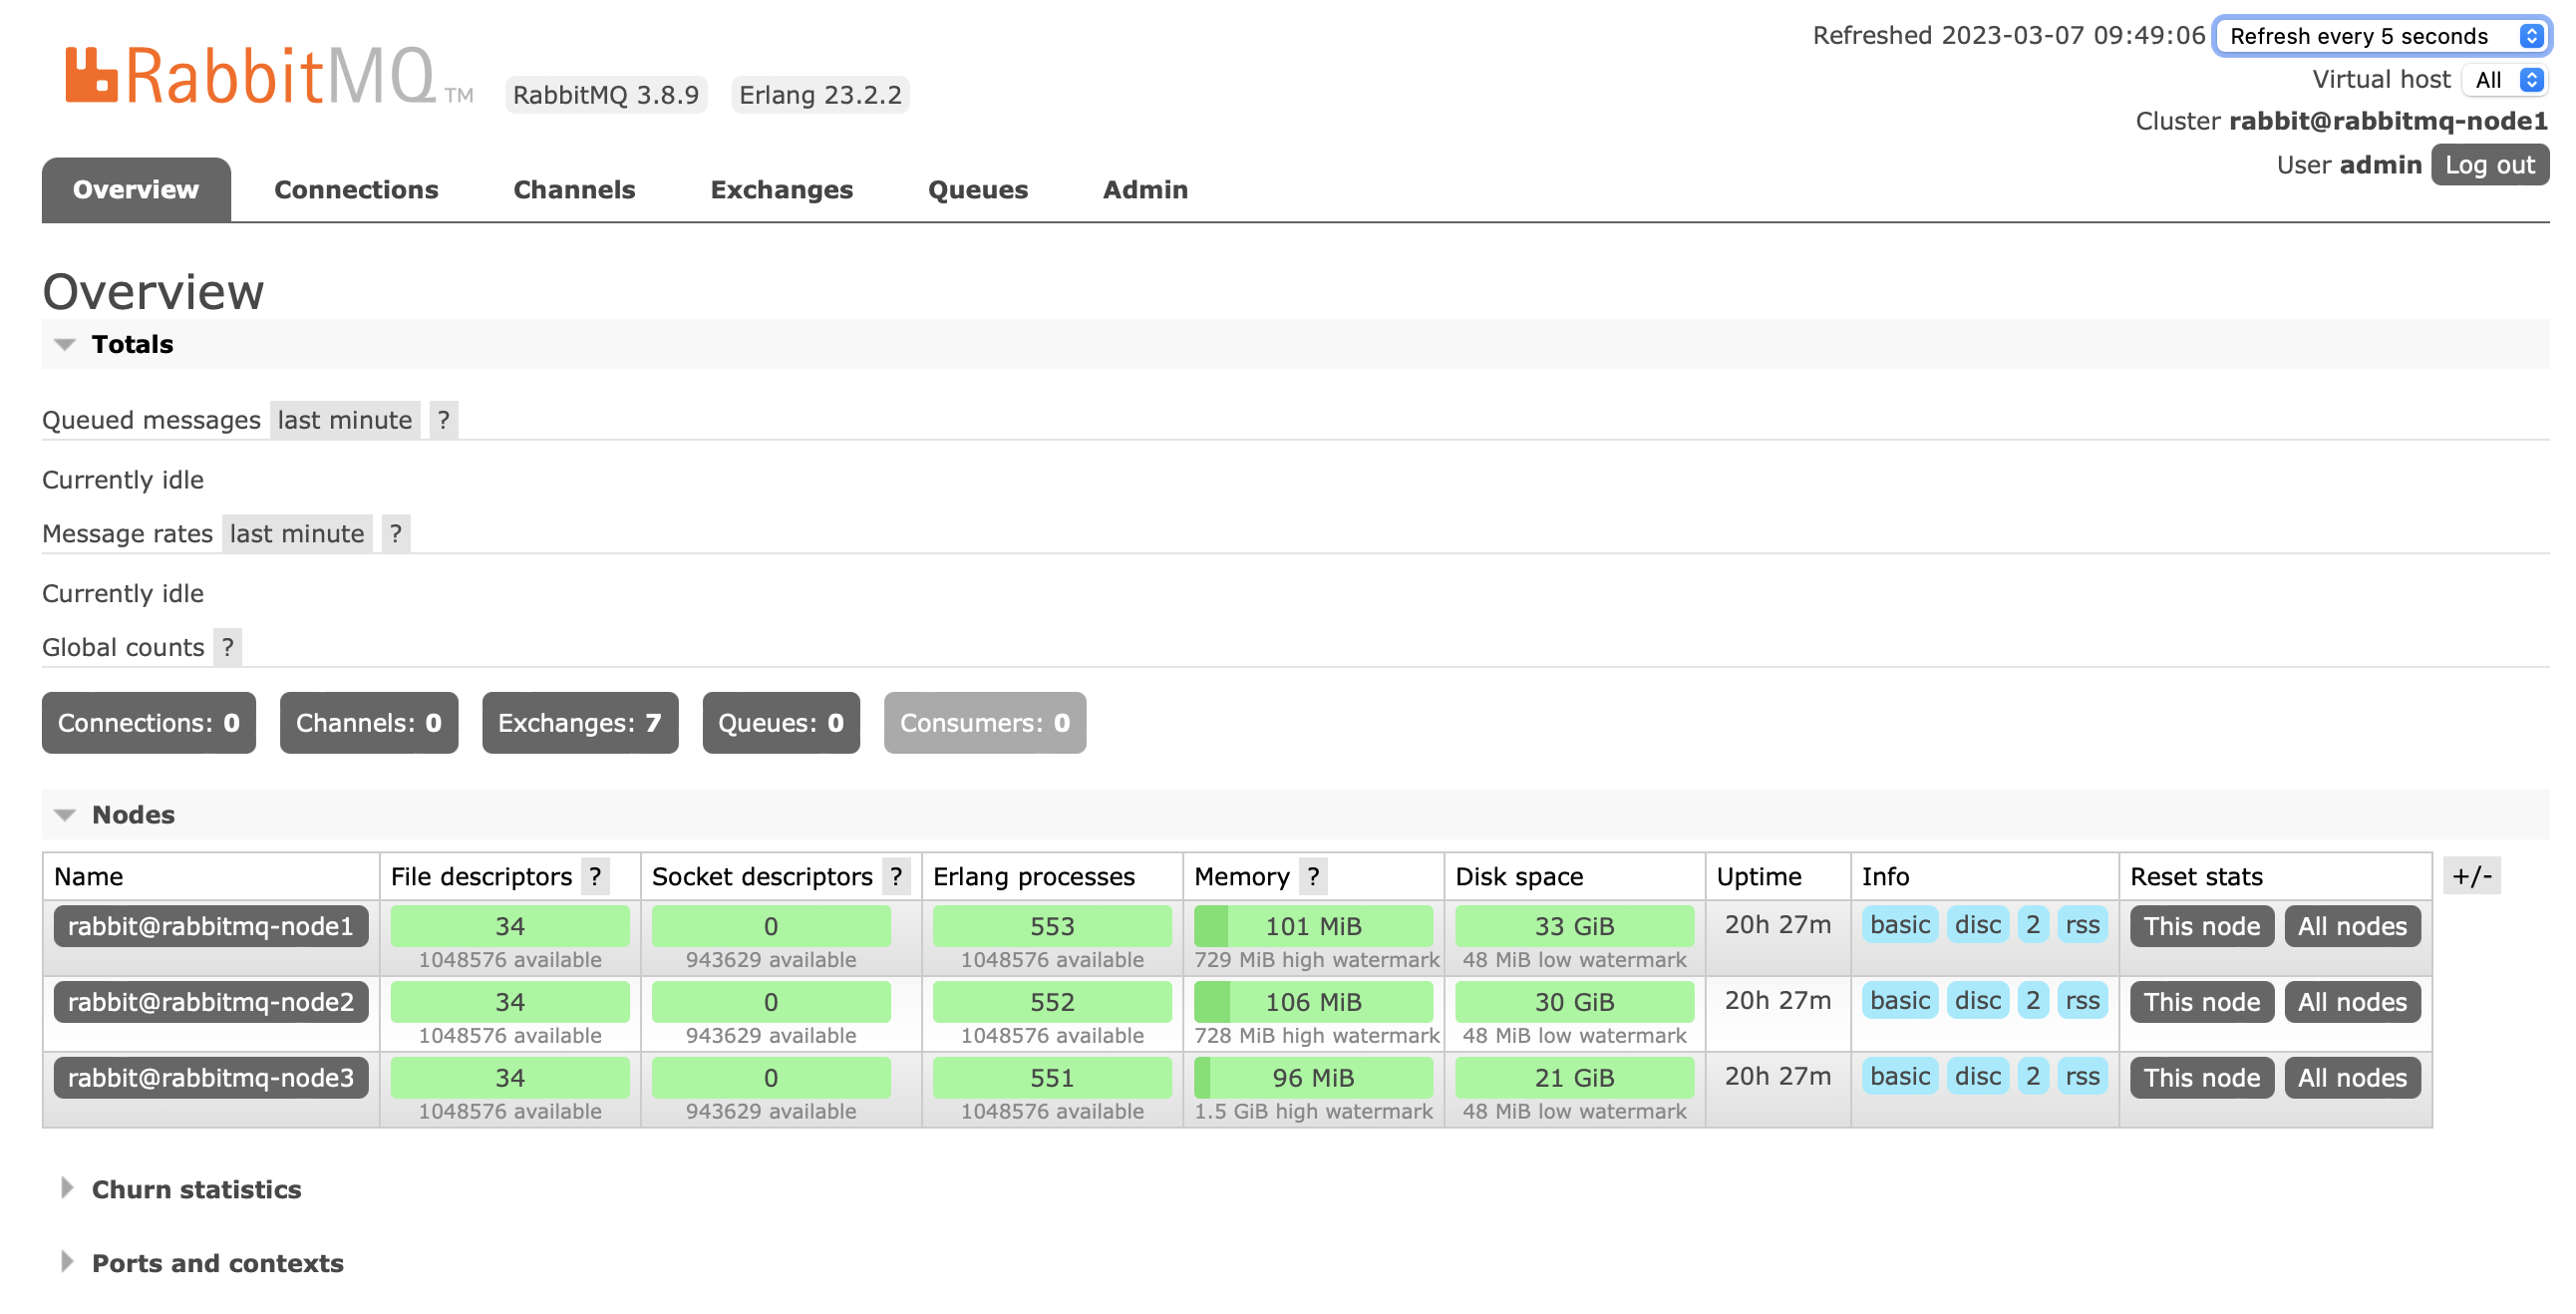 RabbitMQ TM RabbitMQ 3.8.9 Erlang 23.2.2
Refreshed 2023-03-07 09:49:06 Refresh every 5 seconds
Virtual host All
Cluster rabbit@rabbitmq-node1
User admin Log out
Overview Connections Channels Exchanges Queues Admin
Overview
Totals
Queued messages last minute ?
Currently idle
Message rates last minute ?
Currently idle
Global counts ?
Connections: 0 Channels: 0 Exchanges: 7 Queues: 0 Consumers: 0
Nodes
Name File descriptors ? Socket descriptors ? Erlang processes Memory ? Disk space Uptime Info Reset stats +/-
rabbit@rabbitmq-node1 34 0 553 101 MiB 33 GiB 20h 27m basic disc 2 rss This node All nodes
1048576 available 943629 available 1048576 available 729 MiB high watermark 48 MiB low watermark
rabbit@rabbitmq-node2 34 0 552 106 MiB 30 GiB 20h 27m basic disc 2 rss This node All nodes
1048576 available 943629 available 1048576 available 728 MiB high watermark 48 MiB low watermark
rabbit@rabbitmq-node3 34 0 551 96 MiB 21 GiB 20h 27m basic disc 2 rss This node All nodes
1048576 available 943629 available 1048576 available 1.5 GiB high watermark 48 MiB low watermark
Churn statistics
Ports and contexts